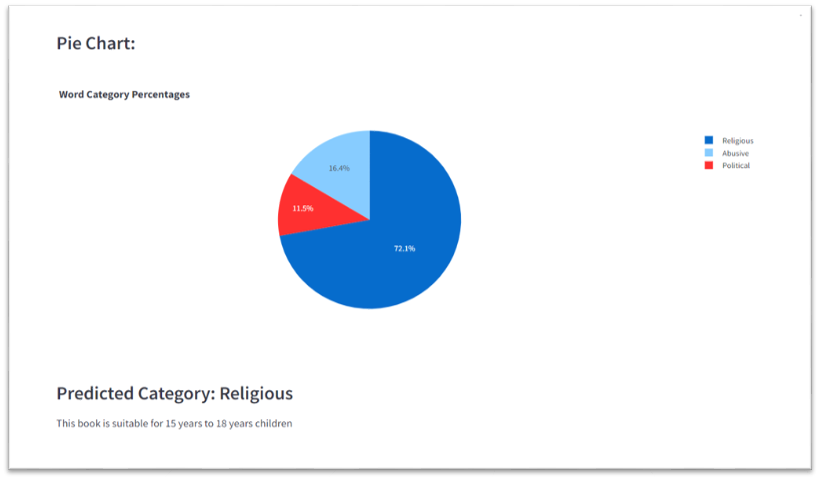 Pie Chart:
Word Category Percentages
Religious
Abusive
Political
16.4%
11.5%
72.1%
Predicted Category: Religious
This book is suitable for 15 years to 18 years children